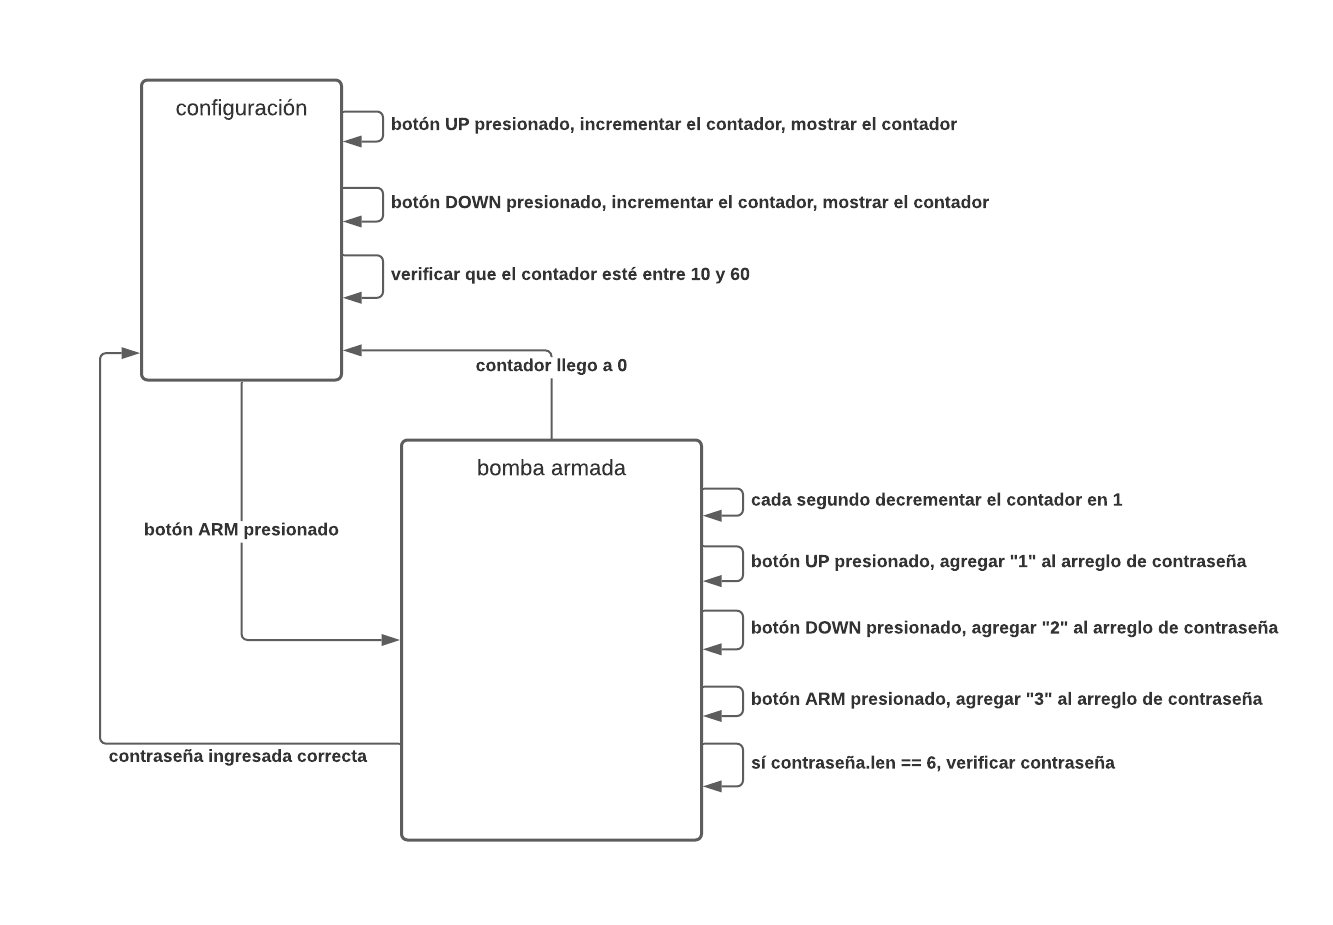 configuración
botón UP presionado, incrementar el contador, mostrar el contador
botón DOWN presionado, incrementar el contador, mostrar el contador
verificar que el contador esté entre 10 y 60
contador llego a 0
bomba armada
cada segundo decrementar el contador en 1
botón ARM presionado
botón UP presionado, agregar "1" al arreglo de contraseña
botón DOWN presionado, agregar "2" al arreglo de contraseña
botón ARM presionado, agregar "3" al arreglo de contraseña
contraseña ingresada correcta
sí contraseña.len == 6, verificar contraseña